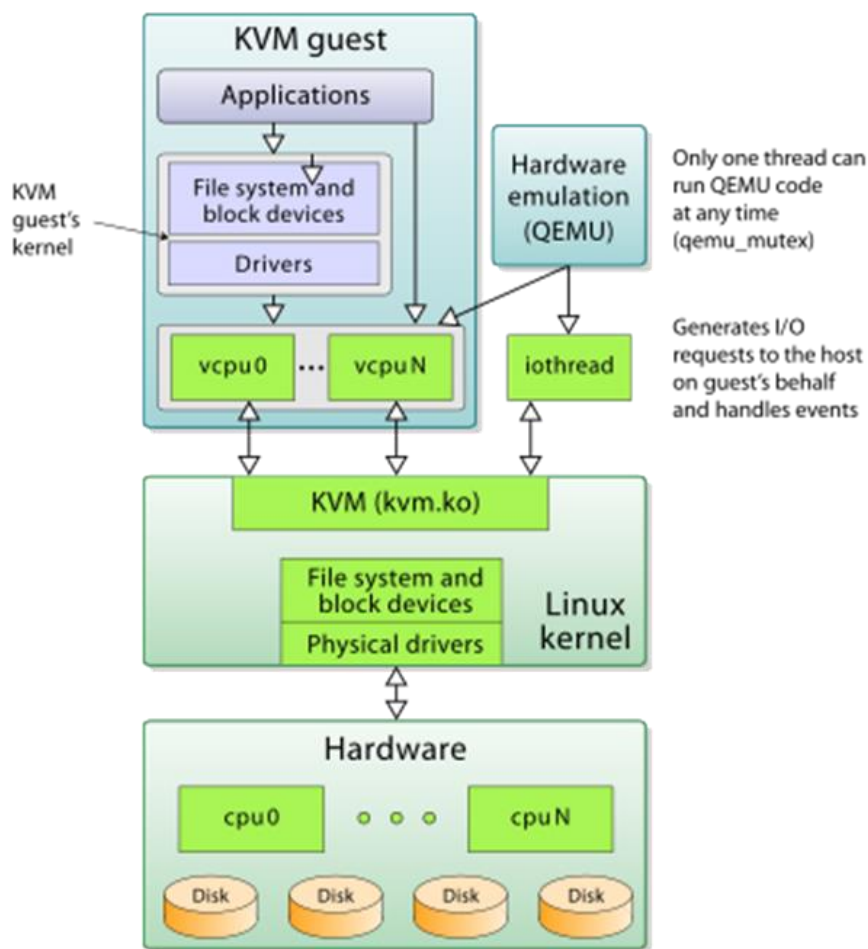 KVM guest
Applications
KVM
guest's
kernel
File system and
block devices
Drivers
vcpu0
...
vcpuN
Hardware
emulation
(QEMU)
Only one thread can
run QEMU code
at any time
(qemu_mutex)
iothread
Generates I/O
requests to the host
on guest's behalf
and handles events
KVM (kvm.ko)
File system and
block devices
Physical drivers
Linux
kernel
Hardware
cpu0
cpuN
Disk
Disk
Disk
Disk